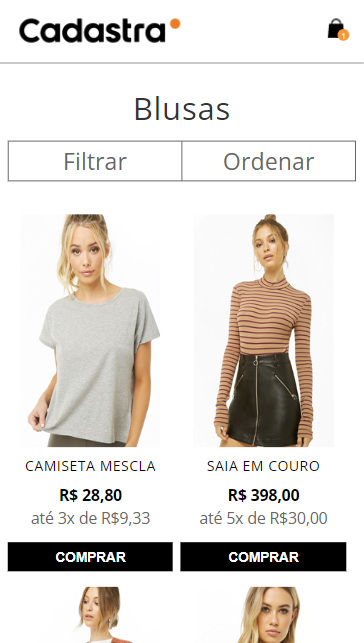 Cadastra
1
Blusas
Filtrar
Ordenar
CAMISETA MESCLA
R$ 28,80
até 3x de R$9,33
COMPRAR
SAIA EM COURO
R$ 398,00
até 5x de R$30,00
COMPRAR